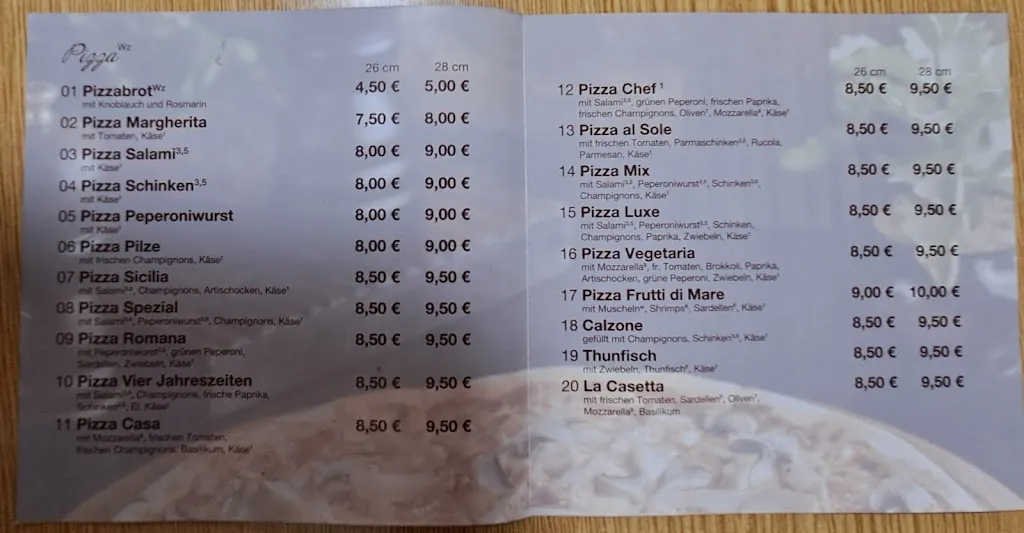 Pizza Wz
26 cm 28 cm
01 Pizzabrot Wz 4,50 € 5,00 €
mit Knoblauch und Rosmarin
02 Pizza Margherita 7,50 € 8,00 €
mit Tomaten, Käse¹
03 Pizza Salami³,⁵ 8,00 € 9,00 €
mit Käse¹
04 Pizza Schinken³,⁵ 8,00 € 9,00 €
mit Käse¹
05 Pizza Peperoniwurst 8,00 € 9,00 €
mit Käse¹
06 Pizza Pilze 8,00 € 9,00 €
mit frischen Champignons, Käse
07 Pizza Sicilia 8,50 € 9,50 €
mit Salami, Champignons, Artischocken, Käse
08 Pizza Spezial 8,50 € 9,50 €
mit Salami, Peperoniwurst, Champignons, Käse
09 Pizza Romana 8,50 € 9,50 €
mit Peperoniwurst, grünen Peperoni,
Sardellen, Zwiebeln, Käse
10 Pizza Vier Jahreszeiten 8,50 € 9,50 €
mit Salami, Champignons, frische Paprika,
Schinken, Ei, Käse
11 Pizza Casa 8,50 € 9,50 €
mit Mozzarella, frischen Tomaten,
frischen Champignons, Basilikum, Käse
26 cm 28 cm
12 Pizza Chef ¹ 8,50 € 9,50 €
mit Salami, grünen Peperoni, frischen Paprika,
frischen Champignons, Oliven, Mozzarella, Käse
13 Pizza al Sole 8,50 € 9,50 €
mit frischen Tomaten, Parmaschinken, Rucola,
Parmesan, Käse
14 Pizza Mix 8,50 € 9,50 €
mit Salami, Peperoniwurst, Schinken,
Champignons, Käse
15 Pizza Luxe 8,50 € 9,50 €
mit Salami, Peperoniwurst, Schinken,
Champignons, Paprika, Zwiebeln, Käse
16 Pizza Vegetaria 8,50 € 9,50 €
mit Mozzarella, fr. Tomaten, Brokkoli, Paprika,
Artischocken, grüne Peperoni, Zwiebeln, Käse
17 Pizza Frutti di Mare 9,00 € 10,00 €
mit Muscheln, Shrimps, Sardellen, Käse
18 Calzone 8,50 € 9,50 €
gefüllt mit Champignons, Schinken, Käse
19 Thunfisch 8,50 € 9,50 €
mit Zwiebeln, Thunfisch, Käse
20 La Casetta 8,50 € 9,50 €
mit frischen Tomaten, Sardellen, Oliven,
Mozzarella, Basilikum